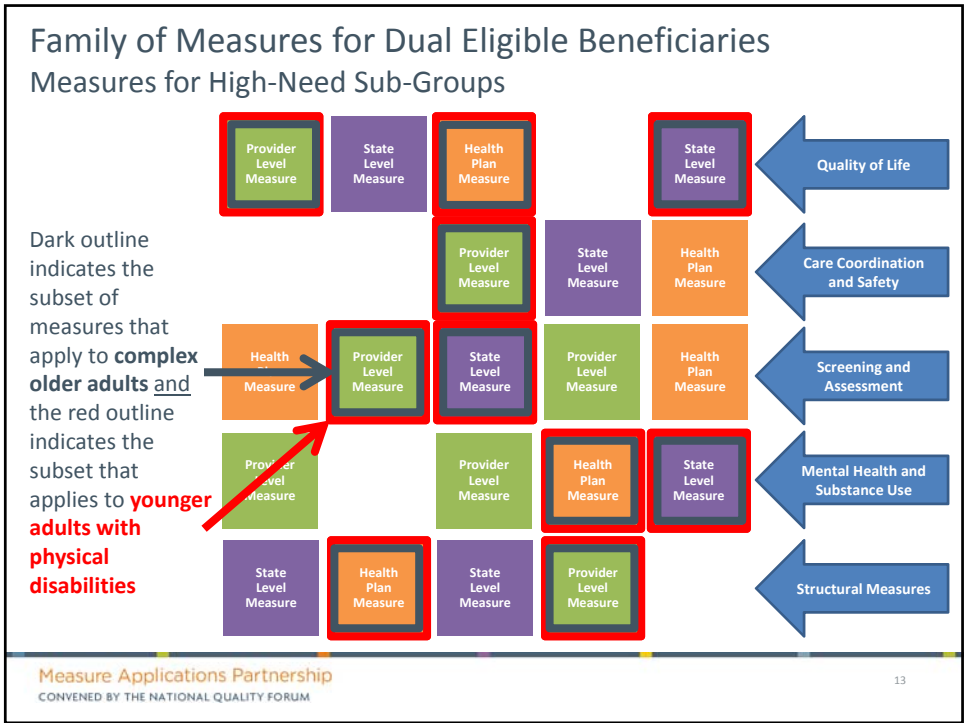 Family of Measures for Dual Eligible Beneficiaries
Measures for High-Need Sub-Groups
Dark outline
indicates the
subset of
measures that
apply to complex
older adults and
the red outline
indicates the
subset that
applies to younger
adults with
physical
disabilities
Provider
Level
Measure
State
Level
Measure
Health
Plan
Measure
State
Level
Measure
Quality of Life
Provider
Level
Measure
State
Level
Measure
Health
Plan
Measure
Care Coordination
and Safety
Health
Measure
Provider
Level
Measure
State
Level
Measure
Provider
Level
Measure
Health
Plan
Measure
Screening and
Assessment
Provider
Level
Measure
Provider
Level
Measure
Health
Plan
Measure
State
Level
Measure
Mental Health and
Substance Use
State
Level
Measure
Health
Plan
Measure
State
Level
Measure
Provider
Level
Measure
Structural Measures
Measure Applications Partnership
CONVENED BY THE NATIONAL QUALITY FORUM
13